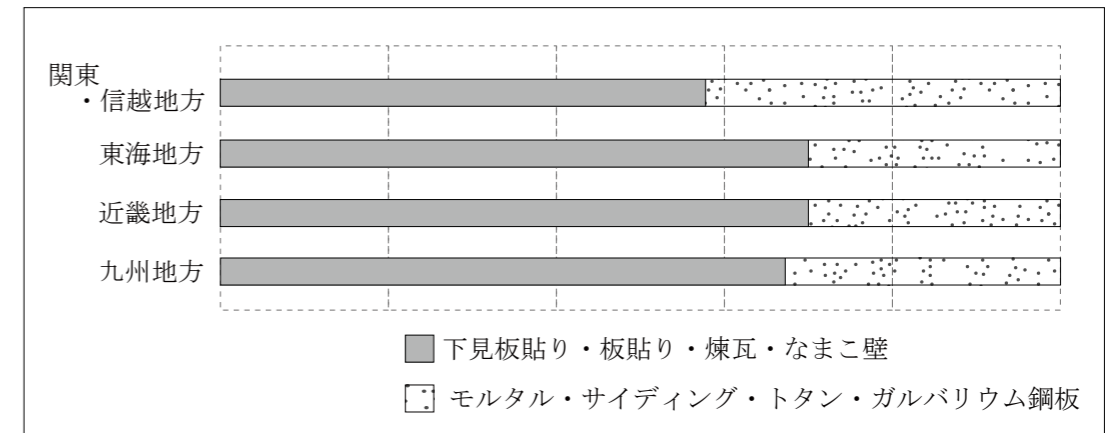 関東
・信越地方
東海地方
近畿地方
九州地方
下見板貼り・板貼り・煉瓦・なまこ壁
モルタル・サイディング・トタン・ガルバリウム鋼板